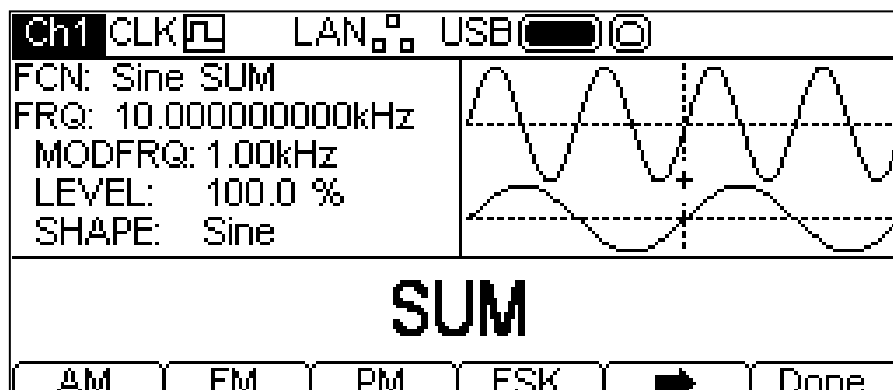 Ch1 CLK LAN USB
FCN: Sine SUM
FRQ: 10.000000000kHz
MODFRQ: 1.00kHz
LEVEL: 100.0 %
SHAPE: Sine
SUM
AM FM PM FSK Done